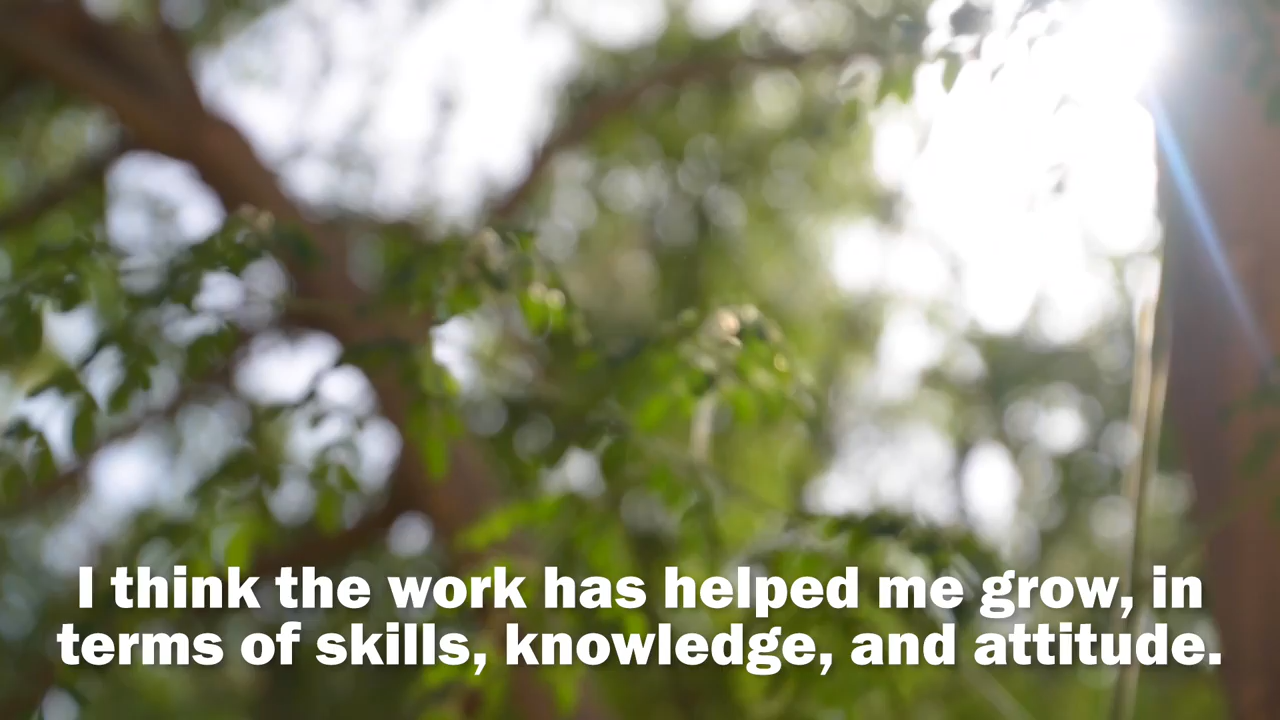 I think the work has helped me grow, in
terms of skills, knowledge, and attitude.